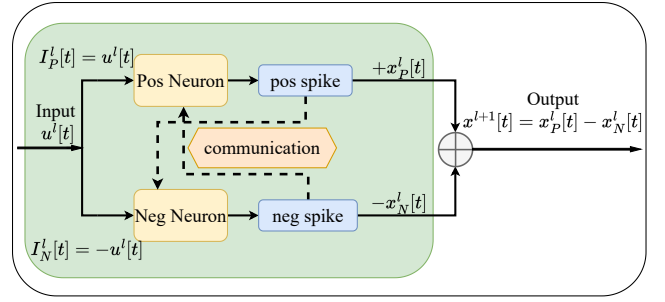 $I_P^l[t] = u^l[t]$
Pos Neuron
pos spike
$+x_P^l[t]$
Input
$u^l[t]$
communication
Output
$x^{l+1}[t] = x_P^l[t] - x_N^l[t]$
Neg Neuron
neg spike
$-x_N^l[t]$
$I_N^l[t] = -u^l[t]$